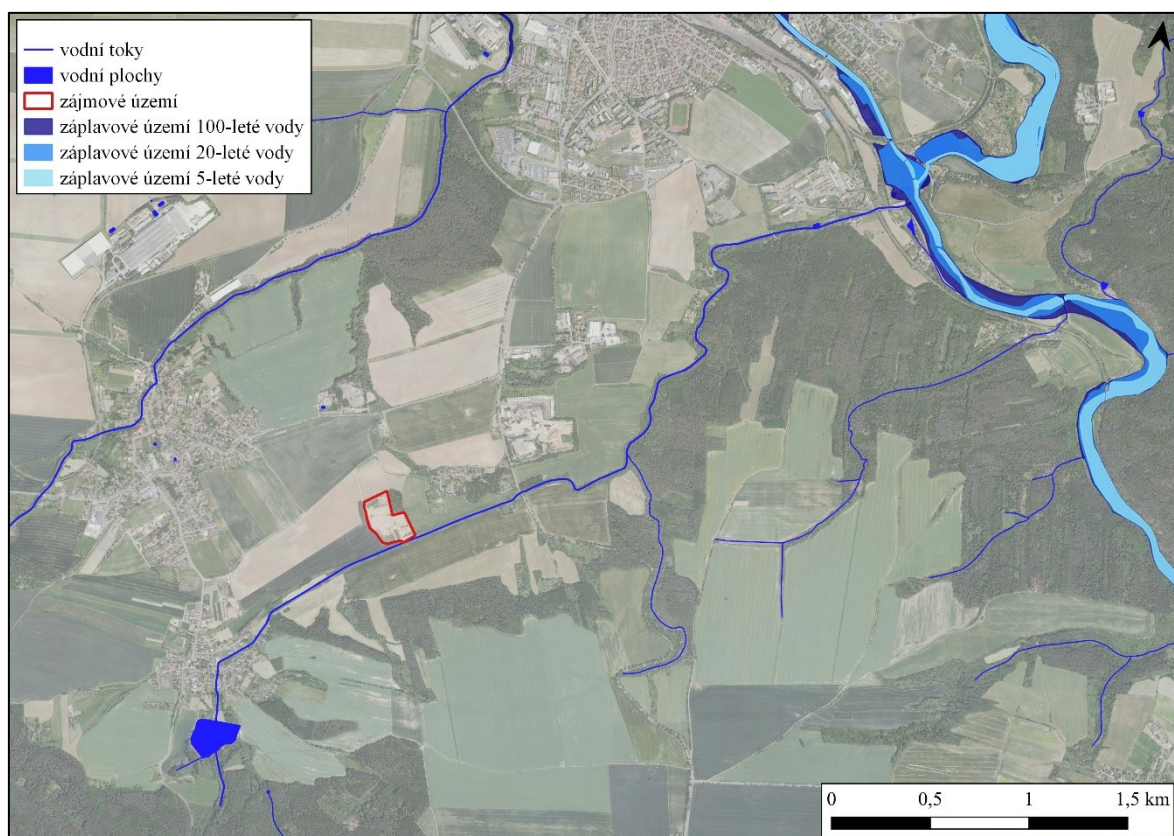 vodní toky
vodní plochy
zájmové území
záplavové území 100-leté vody
záplavové území 20-leté vody
záplavové území 5-leté vody
0 0,5 1 1,5 km